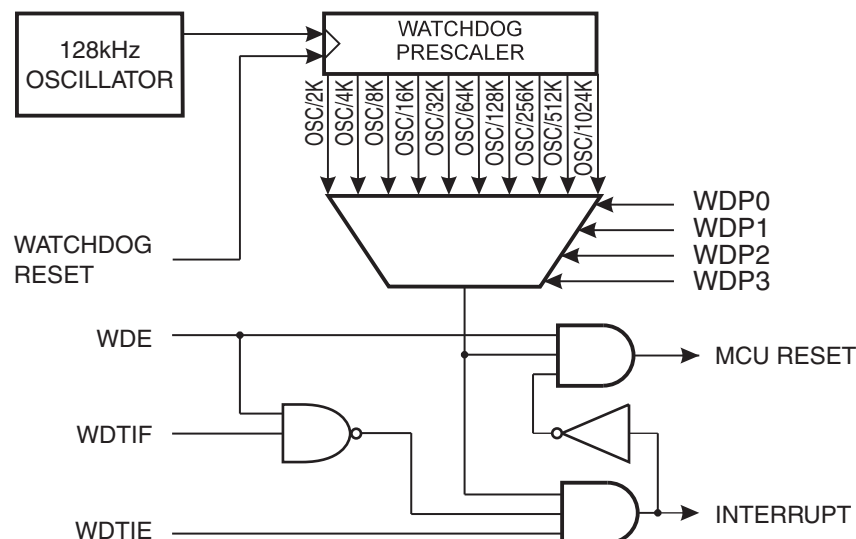 128kHz
OSCILLATOR
WATCHDOG
PRESCALER
OSC/2K
OSC/4K
OSC/8K
OSC/16K
OSC/32K
OSC/64K
OSC/128K
OSC/256K
OSC/512K
OSC/1024K
WDP0
WDP1
WDP2
WDP3
WATCHDOG
RESET
WDE
MCU RESET
WDTIF
INTERRUPT
WDTIE